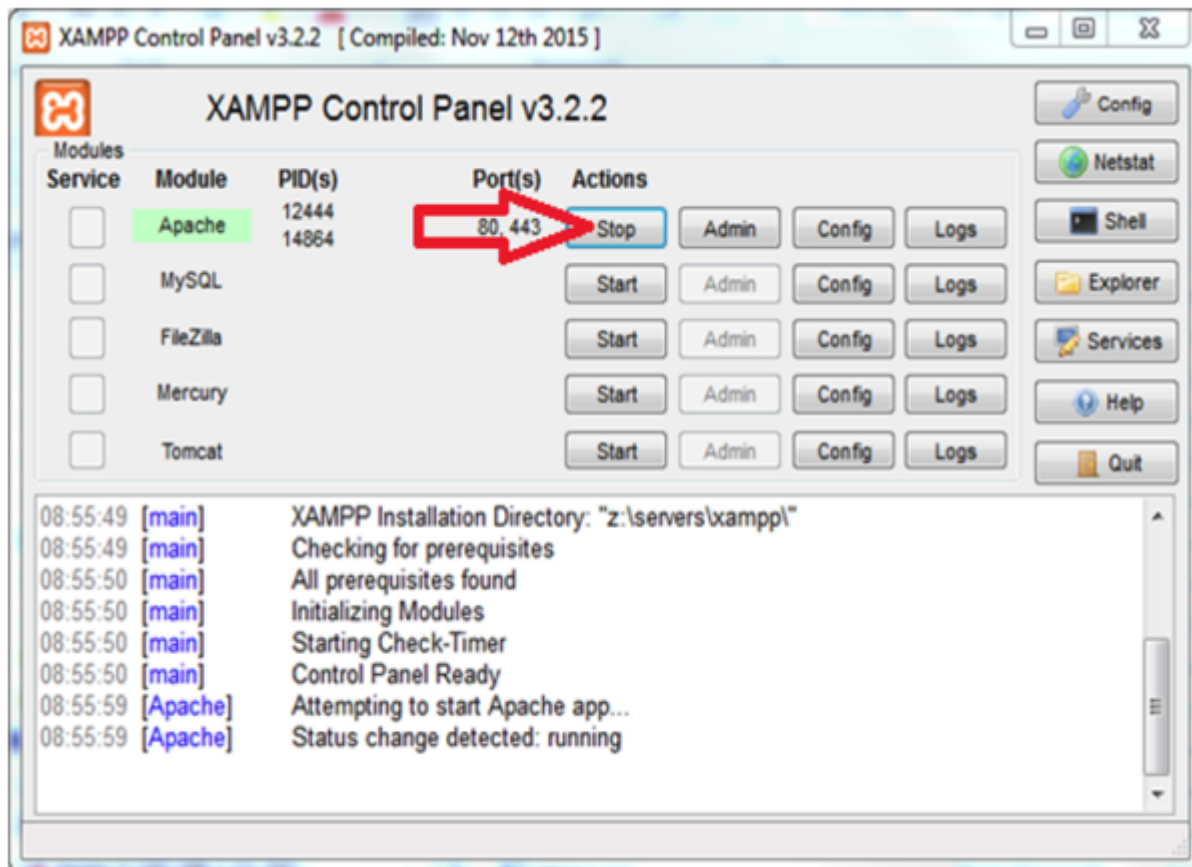 XAMPP Control Panel v3.2.2 [ Compiled: Nov 12th 2015 ]
XAMPP Control Panel v3.2.2
Modules
Service Module PID(s) Port(s) Actions
Apache 12444 14864 80, 443 Stop Admin Config Logs
MySQL Start Admin Config Logs
FileZilla Start Admin Config Logs
Mercury Start Admin Config Logs
Tomcat Start Admin Config Logs
Config
Netstat
Shell
Explorer
Services
Help
Quit
08:55:49 [main] XAMPP Installation Directory: "z:\servers\xampp\"
08:55:49 [main] Checking for prerequisites
08:55:50 [main] All prerequisites found
08:55:50 [main] Initializing Modules
08:55:50 [main] Starting Check-Timer
08:55:50 [main] Control Panel Ready
08:55:59 [Apache] Attempting to start Apache app...
08:55:59 [Apache] Status change detected: running